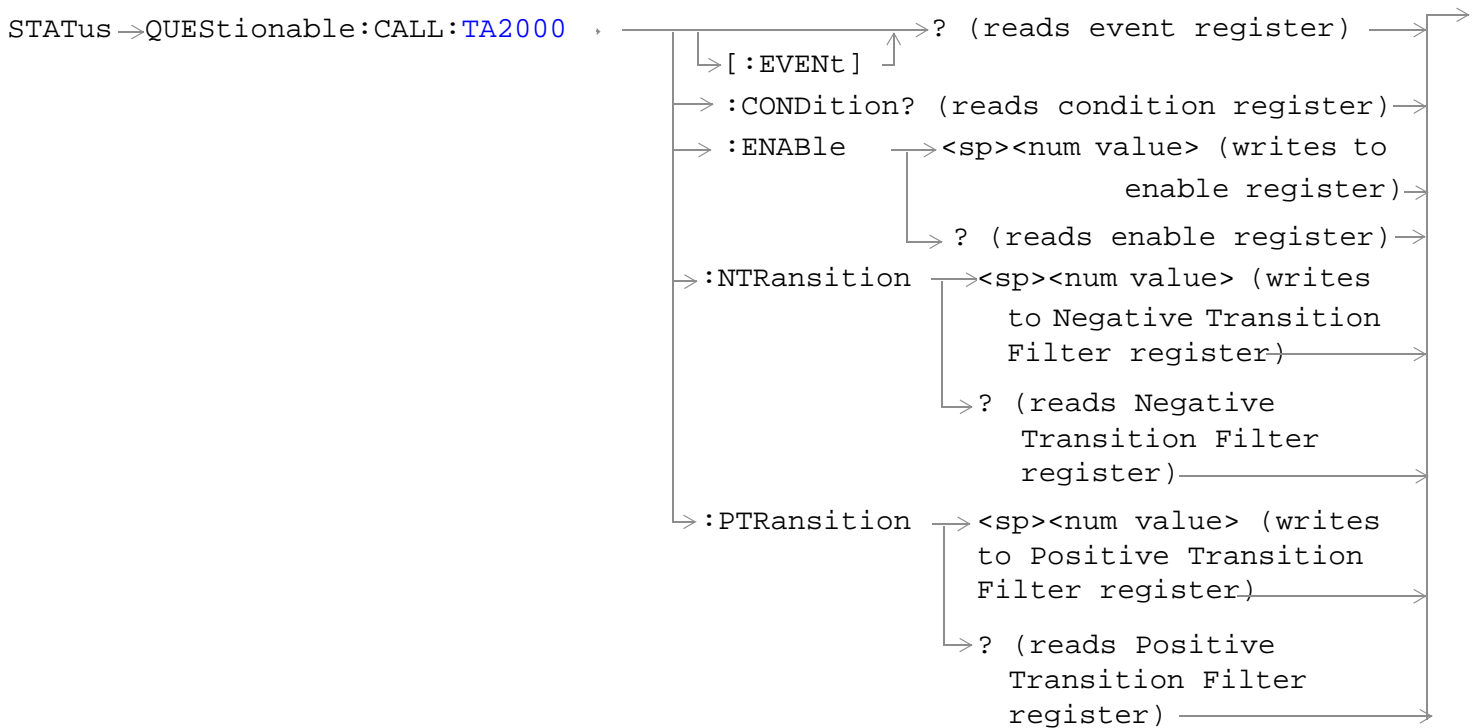 STATus QUEStionable:CALL:TA2000 ? (reads event register)
[:EVENt]
:CONDition? (reads condition register)
:ENABle <sp><num value> (writes to
enable register)
? (reads enable register)
:NTRansition <sp><num value> (writes
to Negative Transition
Filter register)
? (reads Negative
Transition Filter
register)
:PTRansition <sp><num value> (writes
to Positive Transition
Filter register)
? (reads Positive
Transition Filter
register)